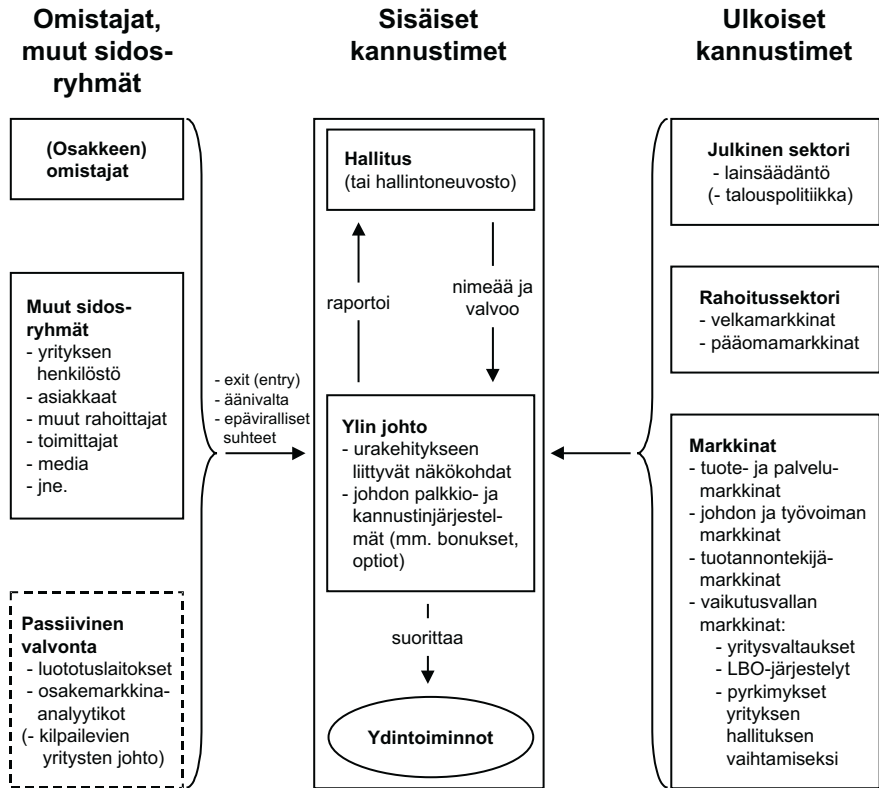 Omistajat,
muut sidos-
ryhmät
(Osakkeen)
omistajat
Muut sidos-
ryhmät
- yrityksen
henkilöstö
- asiakkaat
- muut rahoittajat
- toimittajat
- media
- jne.
Passiivinen
valvonta
- luototuslaitokset
- osakemarkkina-
analyytikot
(- kilpailevien
yritysten johto)
- exit (entry)
- äänivalta
- epäviralliset
suhteet
Sisäiset
kannustimet
Hallitus
(tai hallintoneuvosto)
raportoi
nimeää ja
valvoo
Ylin johto
- urakehitykseen
liittyvät näkökohdat
- johdon palkkio- ja
kannustinjärjestel-
mät (mm. bonukset,
optiot)
suorittaa
Ydintoiminnot
Ulkoiset
kannustimet
Julkinen sektori
- lainsäädäntö
(- talouspolitiikka)
Rahoitussektori
- velkamarkkinat
- pääomamarkkinat
Markkinat
- tuote- ja palvelu-
markkinat
- johdon ja työvoiman
markkinat
- tuotannontekijä-
markkinat
- vaikutusvallan
markkinat:
- yritysvaltaukset
- LBO-järjestelyt
- pyrkimykset
yrityksen
hallituksen
vaihtamiseksi